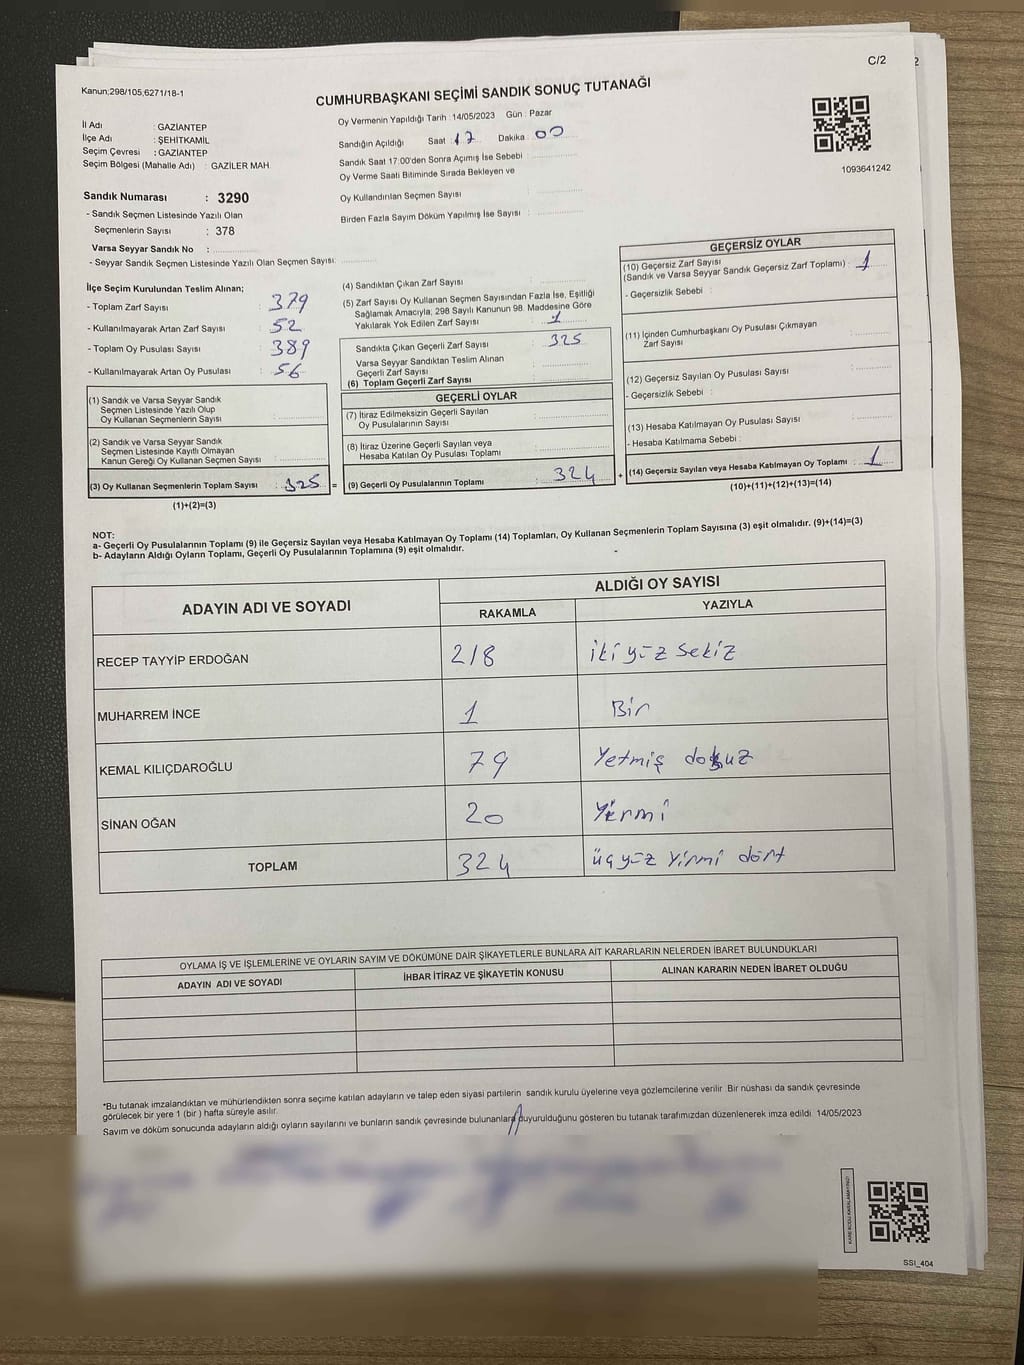 C/2
2
Kanun;298/105,6271/18-1
CUMHURBAŞKANI SEÇİMİ SANDIK SONUÇ TUTANAĞI
İl Adı : GAZİANTEP
İlçe Adı : ŞEHİTKAMİL
Seçim Çevresi : GAZİANTEP
Seçim Bölgesi (Mahalle Adı) : GAZİLER MAH.
Oy Vermenin Yapıldığı Tarih : 14/05/2023 Gün : Pazar
Sandığın Açıldığı Saat : 17 Dakika : 00
Sandık Saat 17:00'den Sonra Açımış İse Sebebi :
Oy Verme Saati Bitiminde Sırada Bekleyen ve
Oy Kullandırılan Seçmen Sayısı :
Birden Fazla Sayım Döküm Yapılmış İse Sayısı :
1093641242
Sandık Numarası : 3290
- Sandık Seçmen Listesinde Yazılı Olan
Seçmenlerin Sayısı : 378
Varsa Seyyar Sandık No :
- Seyyar Sandık Seçmen Listesinde Yazılı Olan Seçmen Sayısı:
İlçe Seçim Kurulundan Teslim Alınan;
- Toplam Zarf Sayısı : 379
- Kullanılmayarak Artan Zarf Sayısı : 52
- Toplam Oy Pusulası Sayısı : 389
- Kullanılmayarak Artan Oy Pusulası : 56
(1) Sandık ve Varsa Seyyar Sandık
Seçmen Listesinde Yazılı Olup
Oy Kullanan Seçmenlerin Sayısı :
(2) Sandık ve Varsa Seyyar Sandık
Seçmen Listesinde Kayıtlı Olmayan
Kanun Gereği Oy Kullanan Seçmen Sayısı :
(3) Oy Kullanan Seçmenlerin Toplam Sayısı : 325 =
(1)+(2)=(3)
(4) Sandıktan Çıkan Zarf Sayısı :
(5) Zarf Sayısı Oy Kullanan Seçmen Sayısından Fazla İse, Eşitliği
Sağlamak Amacıyla, 298 Sayılı Kanunun 98. Maddesine Göre
Yakılarak Yok Edilen Zarf Sayısı : 1
Sandıkta Çıkan Geçerli Zarf Sayısı : 325
Varsa Seyyar Sandıktan Teslim Alınan
Geçerli Zarf Sayısı :
(6) Toplam Geçerli Zarf Sayısı
GEÇERLİ OYLAR
(7) İtiraz Edilmeksizin Geçerli Sayılan
Oy Pusulalarının Sayısı :
(8) İtiraz Üzerine Geçerli Sayılan veya
Hesaba Katılan Oy Pusulası Toplamı :
(9) Geçerli Oy Pusulalarının Toplamı : 324 +
GEÇERSİZ OYLAR
(10) Geçersiz Zarf Sayısı
(Sandık ve Varsa Seyyar Sandık Geçersiz Zarf Toplamı) : 1
- Geçersizlik Sebebi :
(11) İçinden Cumhurbaşkanı Oy Pusulası Çıkmayan
Zarf Sayısı :
(12) Geçersiz Sayılan Oy Pusulası Sayısı :
- Geçersizlik Sebebi :
(13) Hesaba Katılmayan Oy Pusulası Sayısı :
- Hesaba Katılmama Sebebi :
(14) Geçersiz Sayılan veya Hesaba Katılmayan Oy Toplamı : 1
(10)+(11)+(12)+(13)=(14)
NOT:
a- Geçerli Oy Pusulalarının Toplamı (9) ile Geçersiz Sayılan veya Hesaba Katılmayan Oy Toplamı (14) Toplamları, Oy Kullanan Seçmenlerin Toplam Sayısına (3) eşit olmalıdır. (9)+(14)=(3)
b- Adayların Aldığı Oyların Toplamı, Geçerli Oy Pusulalarının Toplamına (9) eşit olmalıdır.
ADAYIN ADI VE SOYADI
ALDIĞI OY SAYISI
RAKAMLA YAZIYLA
RECEP TAYYİP ERDOĞAN 218 iki yüz Sekiz
MUHARREM İNCE 1 Bir
KEMAL KILIÇDAROĞLU 79 Yetmiş dokuz
SİNAN OĞAN 20 Yirmi
TOPLAM 324 üçyüz Yirmi dört
OYLAMA İŞ VE İŞLEMLERİNE VE OYLARIN SAYIM VE DÖKÜMÜNE DAİR ŞİKAYETLERLE BUNLARA AİT KARARLARIN NELERDEN İBARET BULUNDUKLARI
ADAYIN ADI VE SOYADI
İHBAR İTİRAZ VE ŞİKAYETİN KONUSU
ALINAN KARARIN NEDEN İBARET OLDUĞU
*Bu tutanak imzalandıktan ve mühürlendikten sonra seçime katılan adayların ve talep eden siyasi partilerin sandık kurulu üyelerine veya gözlemcilerine verilir. Bir nüshası da sandık çevresinde
görülecek bir yere 1 (bir ) hafta süreyle asılır.
Sayım ve döküm sonucunda adayların aldığı oyların sayılarını ve bunların sandık çevresinde bulunanlara duyurulduğunu gösteren bu tutanak tarafımızdan düzenlenerek imza edildi. 14/05/2023
SSI_404